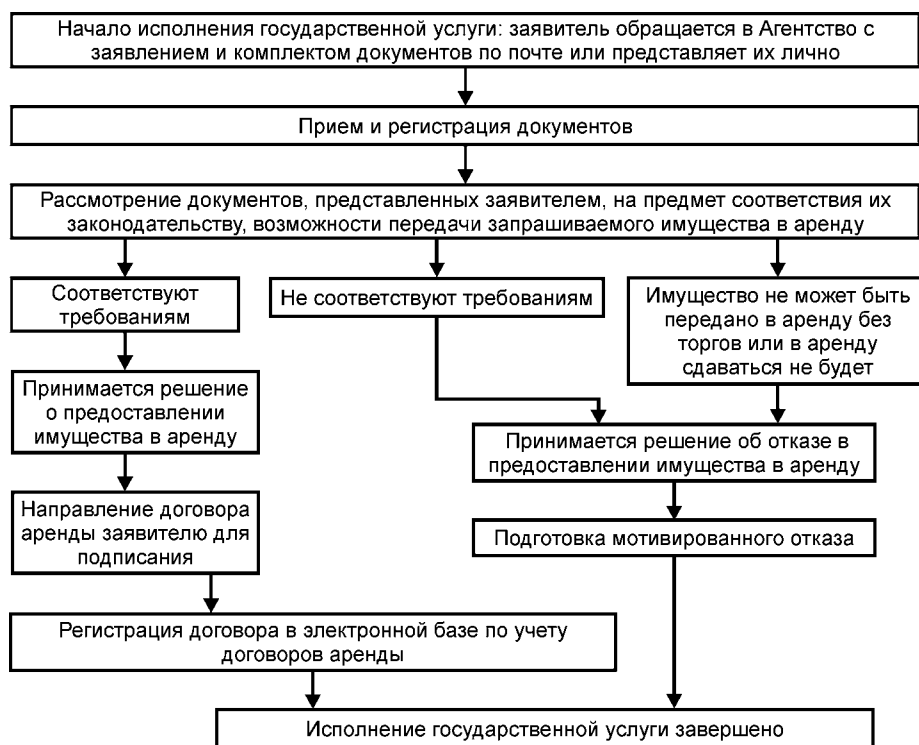 Начало исполнения государственной услуги: заявитель обращается в Агентство с
заявлением и комплектом документов по почте или представляет их лично
Прием и регистрация документов
Рассмотрение документов, представленных заявителем, на предмет соответствия их
законодательству, возможности передачи запрашиваемого имущества в аренду
Соответствуют
требованиям
Не соответствуют требованиям
Имущество не может быть
передано в аренду без
торгов или в аренду
сдаваться не будет
Принимается решение
о предоставлении
имущества в аренду
Принимается решение об отказе в
предоставлении имущества в аренду
Направление договора
аренды заявителю для
подписания
Подготовка мотивированного отказа
Регистрация договора в электронной базе по учету
договоров аренды
Исполнение государственной услуги завершено